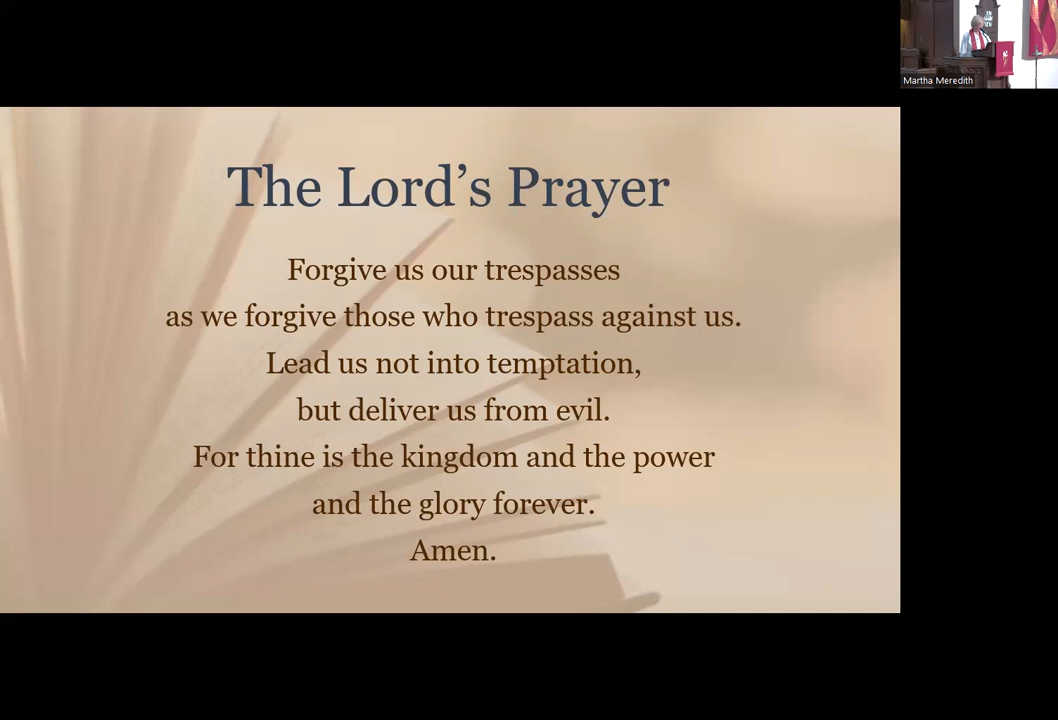 Martha Meredith
The Lord's Prayer
Forgive us our trespasses
as we forgive those who trespass against us.
Lead us not into temptation,
but deliver us from evil.
For thine is the kingdom and the power
and the glory forever.
Amen.